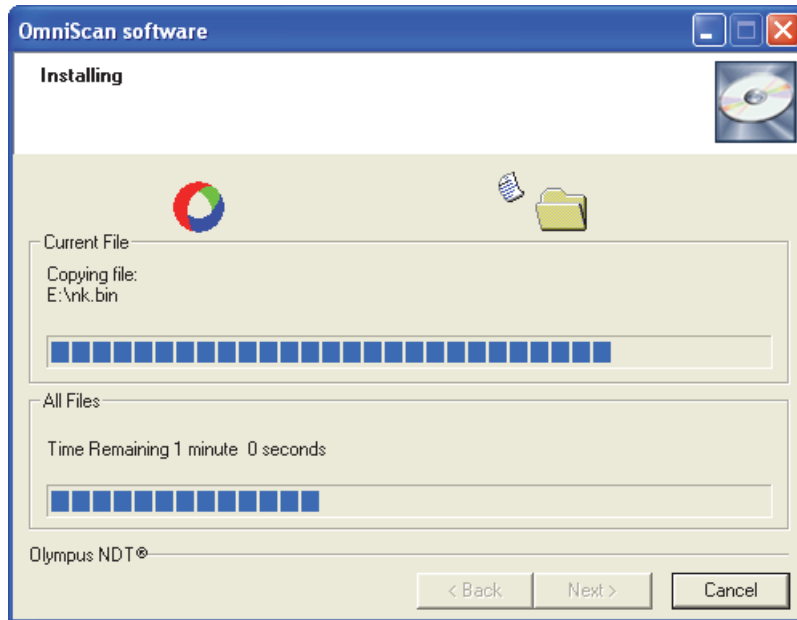 OmniScan software
Installing
Current File
Copying file:
E:\nk.bin
All Files
Time Remaining 1 minute 0 seconds
Olympus NDT®
< Back
Next >
Cancel